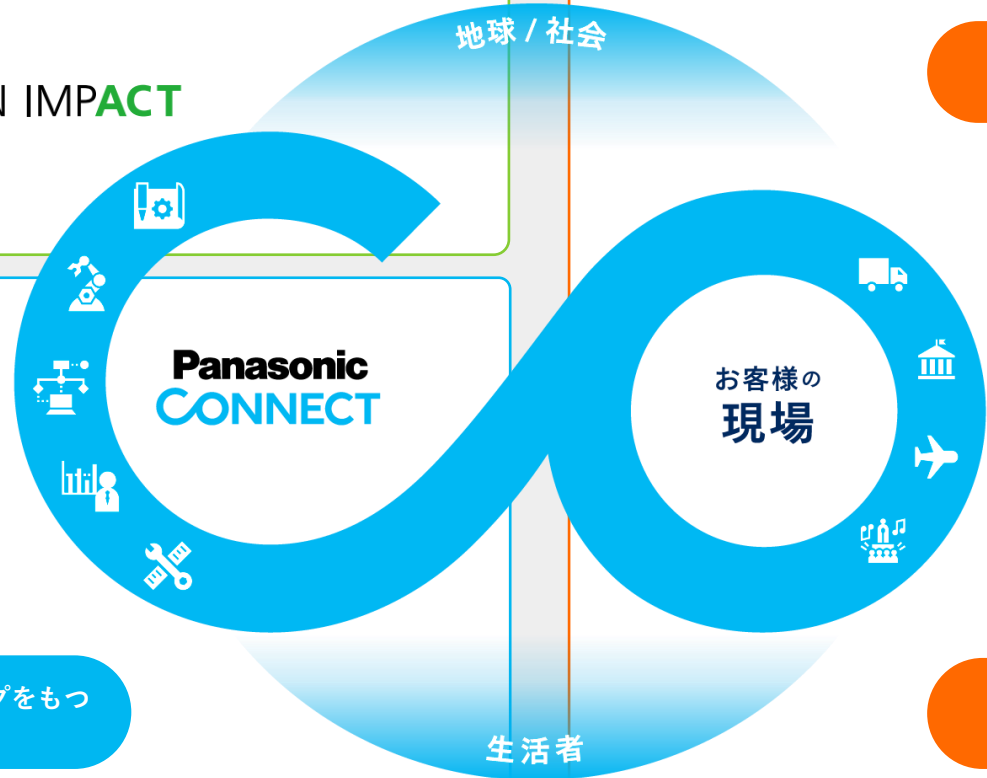 地球 / 社会
N IMPACT
Panasonic
CONNECT
お客様の
現場
プをもつ
生活者